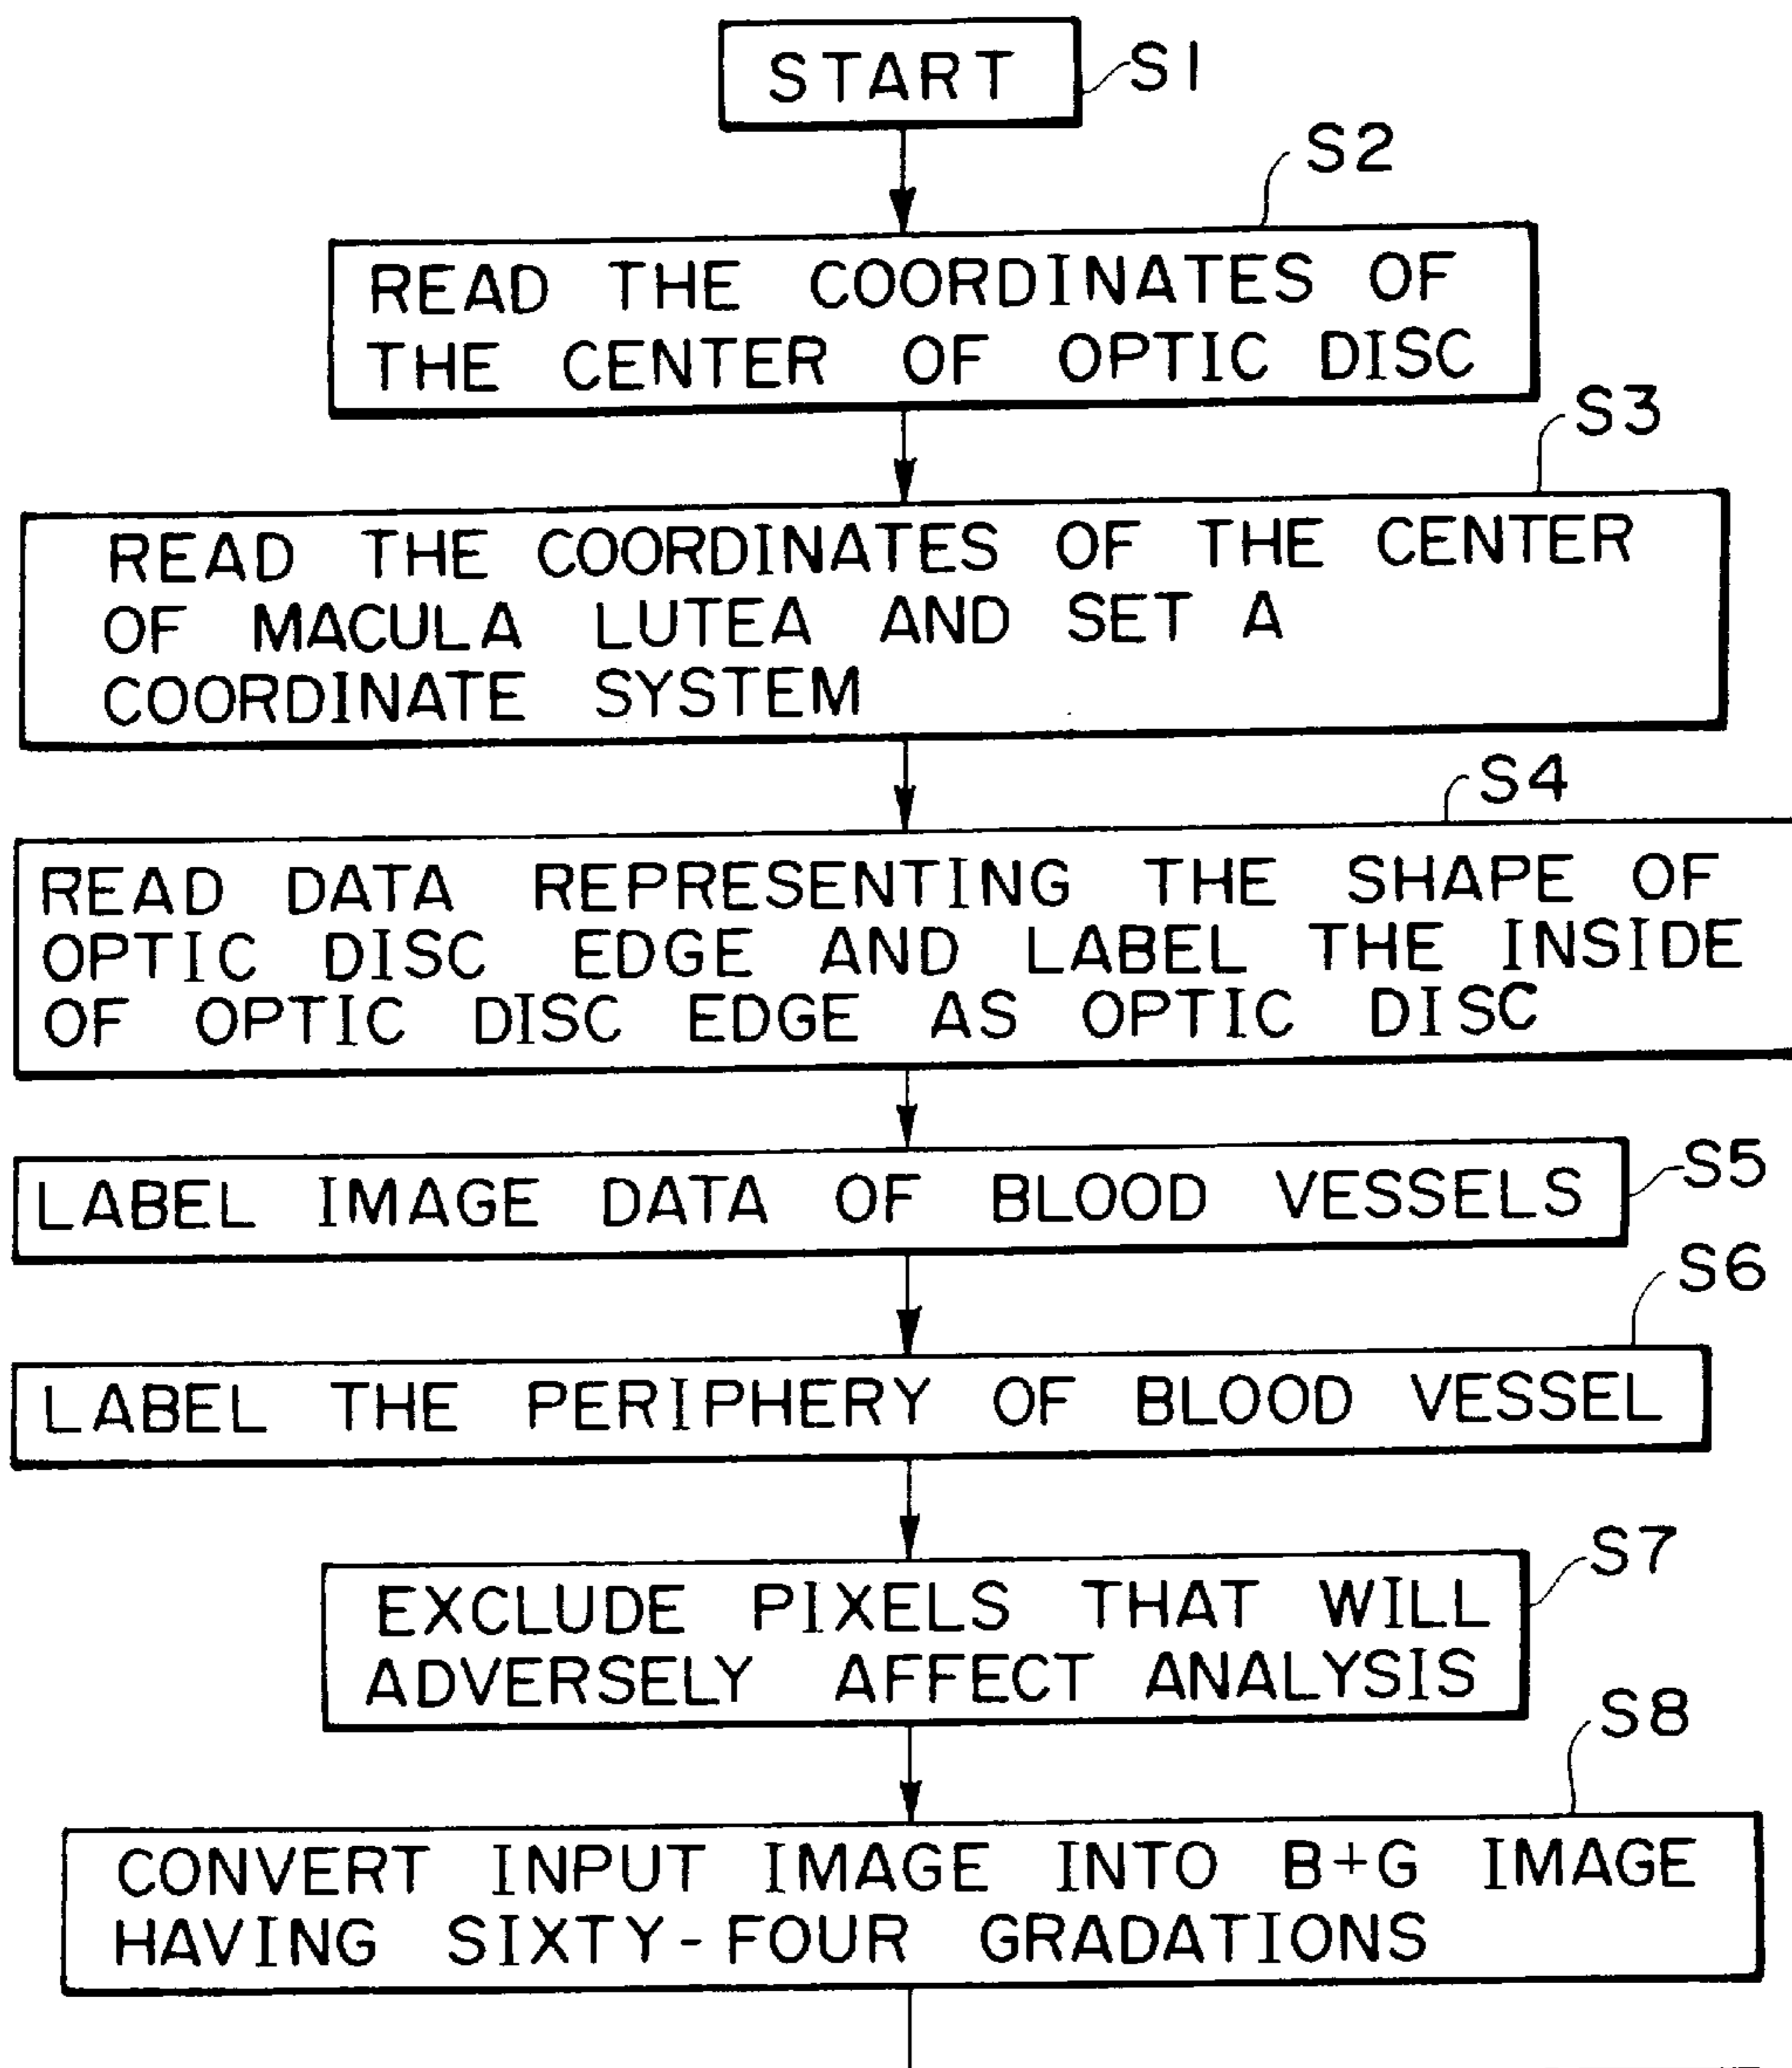 START
S1
S2
READ THE COORDINATES OF
THE CENTER OF OPTIC DISC
S3
READ THE COORDINATES OF THE CENTER
OF MACULA LUTEA AND SET A
COORDINATE SYSTEM
S4
READ DATA REPRESENTING THE SHAPE OF
OPTIC DISC EDGE AND LABEL THE INSIDE
OF OPTIC DISC EDGE AS OPTIC DISC
LABEL IMAGE DATA OF BLOOD VESSELS
S5
S6
LABEL THE PERIPHERY OF BLOOD VESSEL
S7
EXCLUDE PIXELS THAT WILL
ADVERSELY AFFECT ANALYSIS
S8
CONVERT INPUT IMAGE INTO B+G IMAGE
HAVING SIXTY-FOUR GRADATIONS